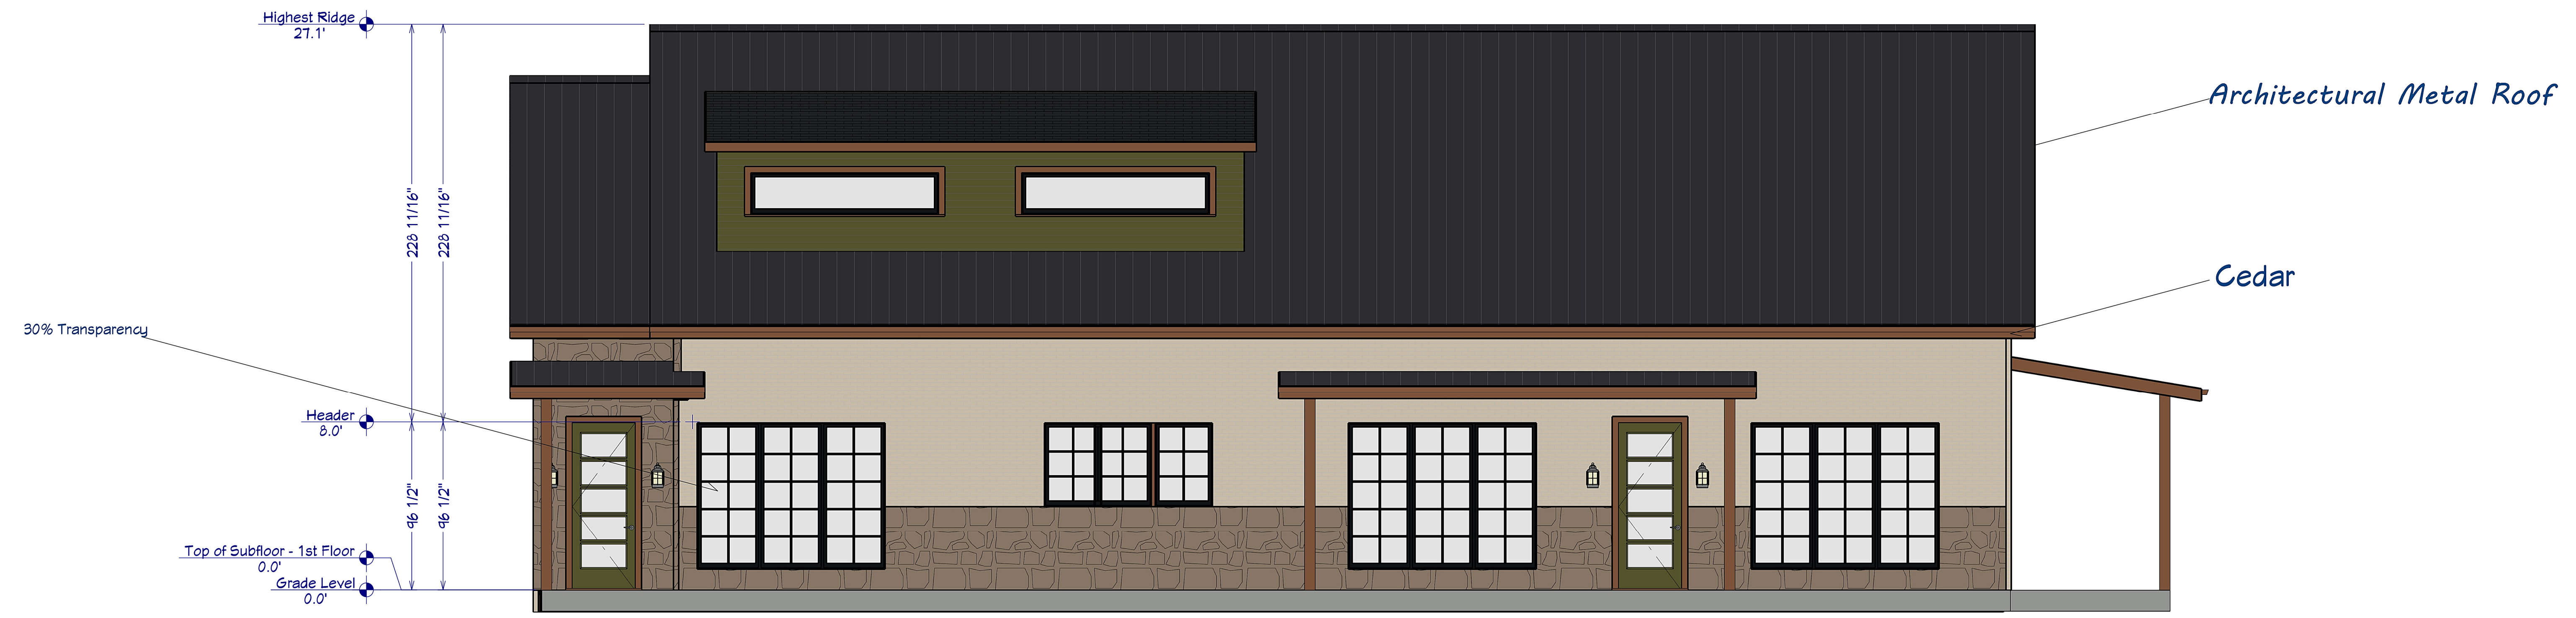 Highest Ridge
27.1'
Architectural Metal Roof
228 11/16"
228 11/16"
Cedar
30% Transparency
Header
8.0'
96 1/2"
96 1/2"
Top of Subfloor - 1st Floor
0.0'
Grade Level
0.0'